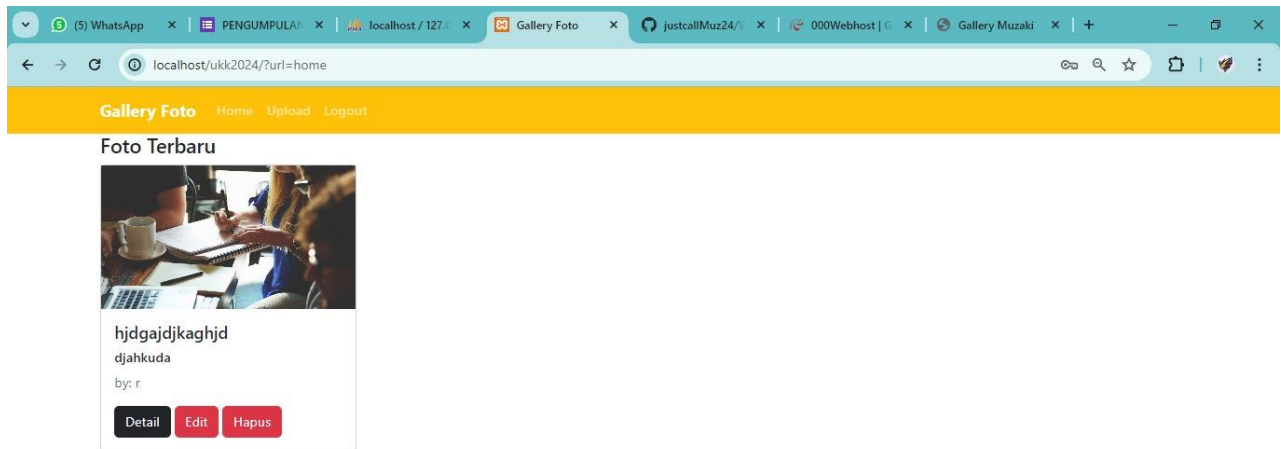 (5) WhatsApp
PENGUMPULAN
localhost / 127.0
Gallery Foto
justcallMuz24/
000Webhost | G
Gallery Muzaki
localhost/ukk2024/?url=home
Gallery Foto Home Upload Logout
Foto Terbaru
hjdgajdjkaghjd
djahkuda
by: r
Detail Edit Hapus